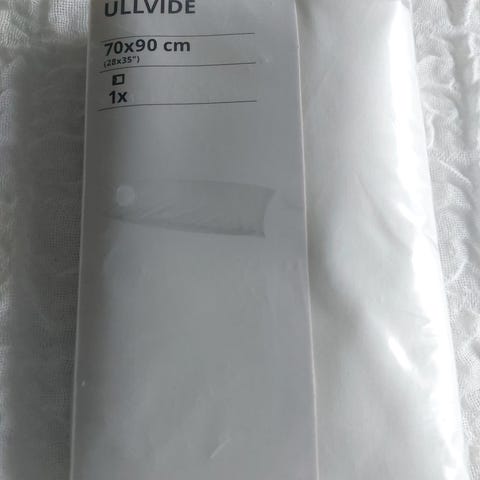 ULLVIDE
70x90 cm
(28x35")
1x